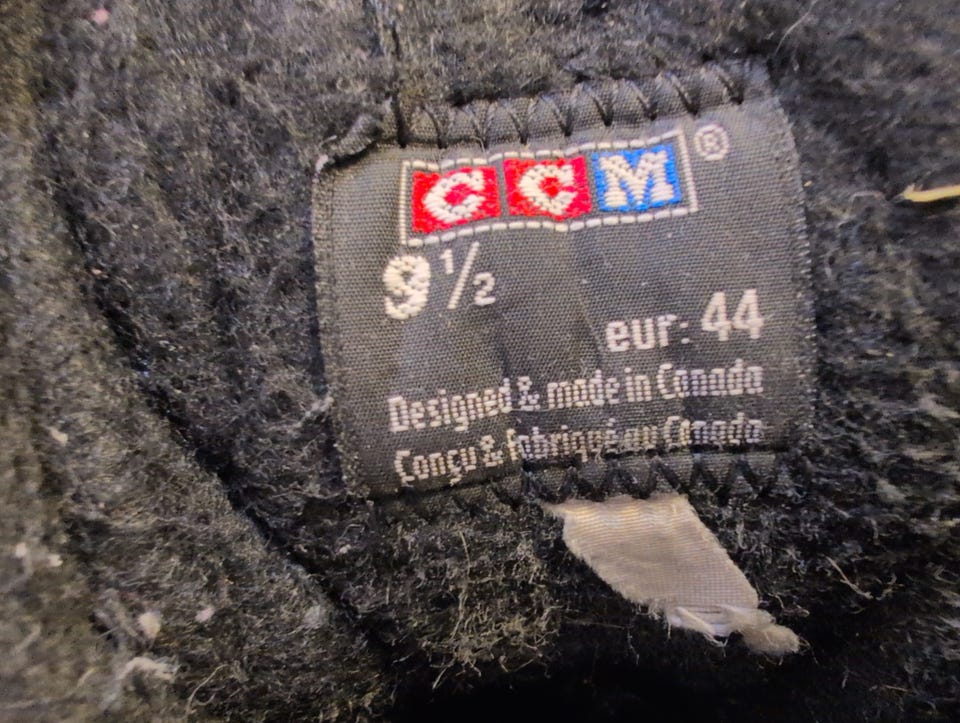 CCM®
9 1/2
eur: 44
Designed & made in Canada
Conçu & fabriqué au Canada